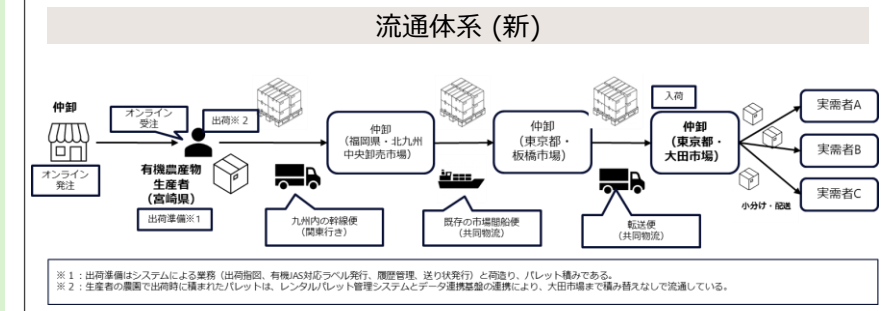 流通体系 (新)
仲卸
オンライン
発注
オンライン
受注
出荷※２
有機農産物
生産者
(宮崎県)
出荷準備※1
仲卸
(福岡県・北九州
中央卸売市場)
九州内の幹線便
(関東行き)
既存の市場間船便
(共同物流)
仲卸
(東京都・
板橋市場)
転送便
(共同物流)
入荷
仲卸
(東京都・
大田市場)
小分け・配送
実需者A
実需者B
実需者C
※１：出荷準備はシステムによる業務（出荷指図、有機JAS対応ラベル発行、履歴管理、送り状発行）と荷造り、パレット積みである。
※２：生産者の農園で出荷時に積まれたパレットは、レンタルパレット管理システムとデータ連携基盤の連携により、大田市場まで積み替えなしで流通している。